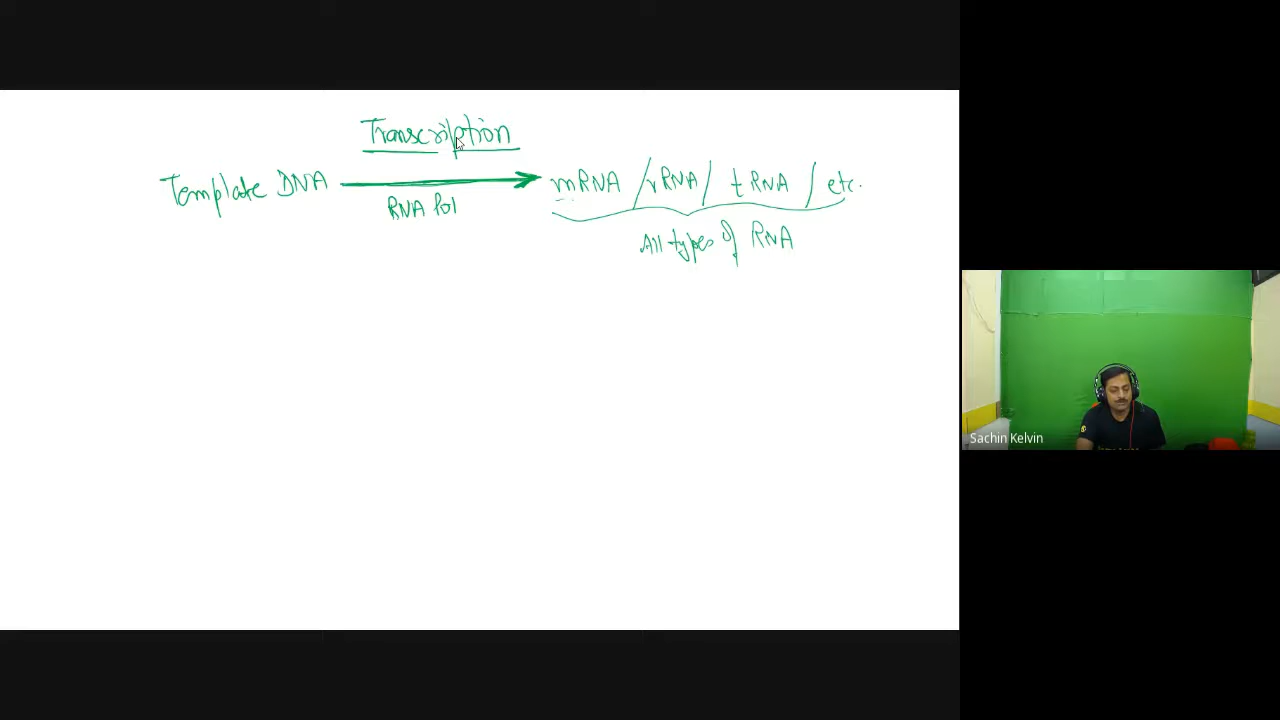 Transcription
Template DNA mRNA / rRNA / tRNA / etc.
RNA Pol
All types of RNA
Sachin Kelvin